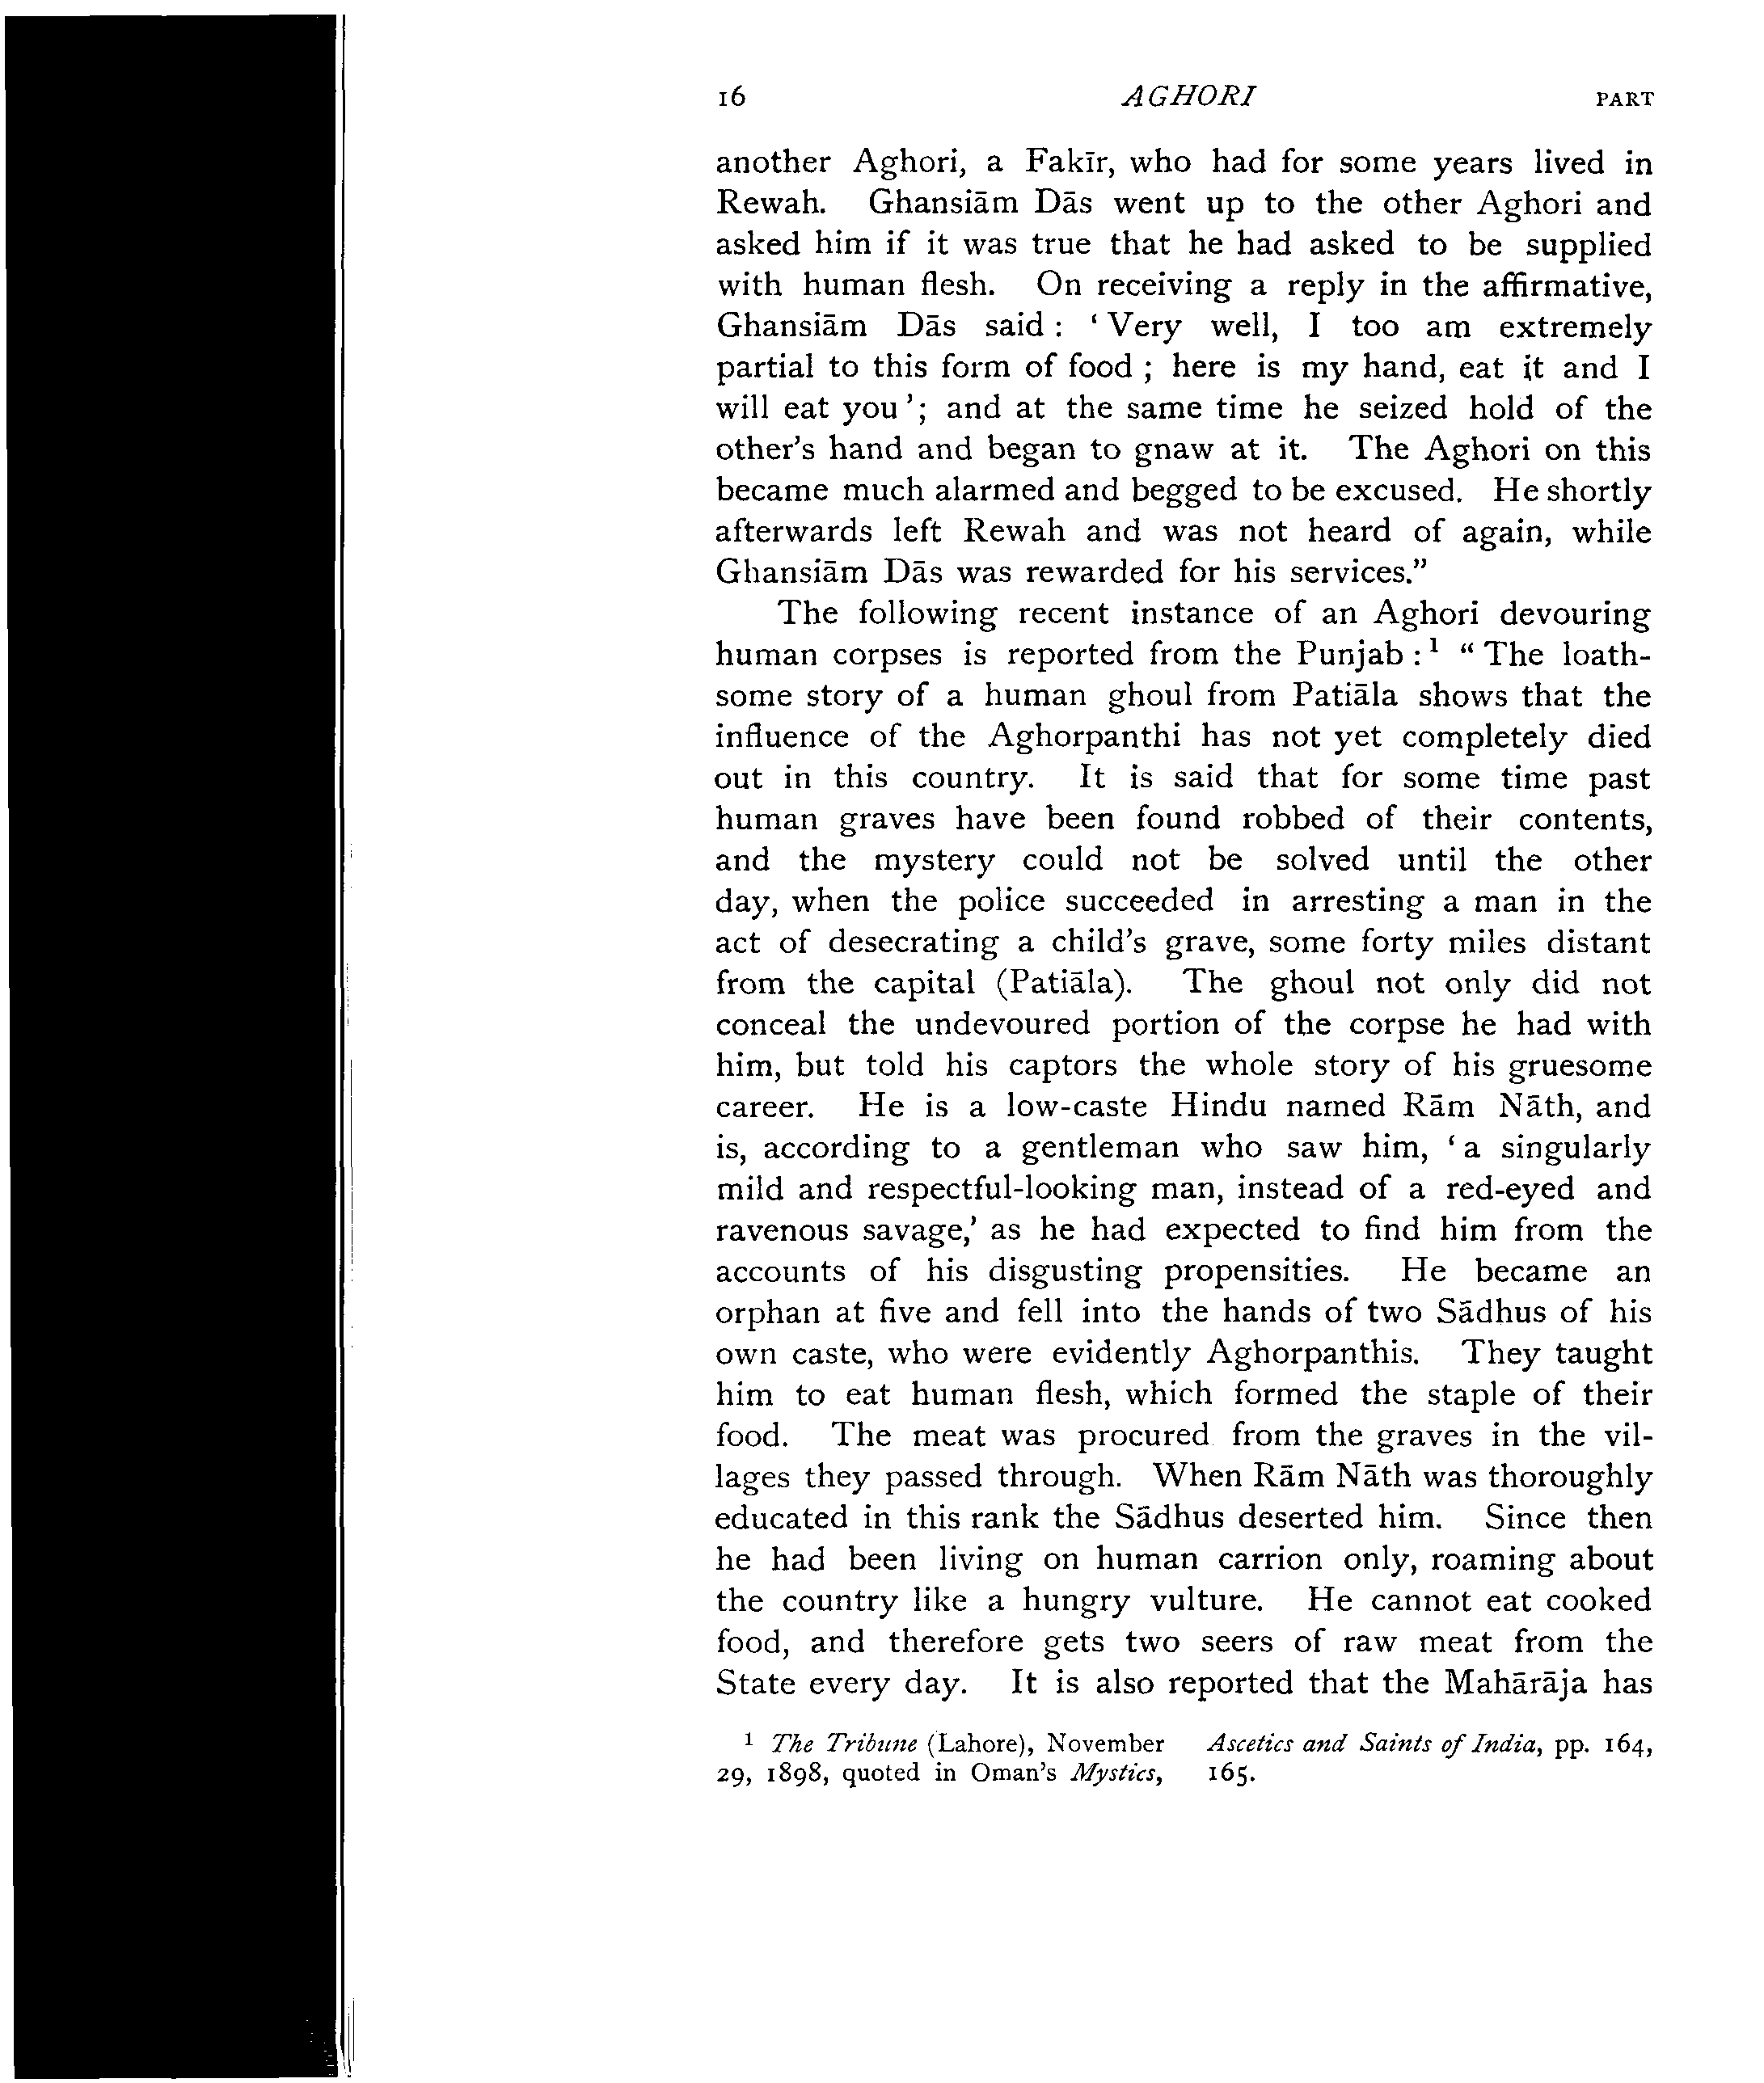 16 AGHORI PART
another Aghori, a Fakīr, who had for some years lived in
Rewah. Ghansiām Dās went up to the other Aghori and
asked him if it was true that he had asked to be supplied
with human flesh. On receiving a reply in the affirmative,
Ghansiām Dās said : ‘Very well, I too am extremely
partial to this form of food ; here is my hand, eat it and I
will eat you’; and at the same time he seized hold of the
other’s hand and began to gnaw at it. The Aghori on this
became much alarmed and begged to be excused. He shortly
afterwards left Rewah and was not heard of again, while
Ghansiām Dās was rewarded for his services.”
The following recent instance of an Aghori devouring
human corpses is reported from the Punjab :¹ “ The loath-
some story of a human ghoul from Patiāla shows that the
influence of the Aghorpanthi has not yet completely died
out in this country. It is said that for some time past
human graves have been found robbed of their contents,
and the mystery could not be solved until the other
day, when the police succeeded in arresting a man in the
act of desecrating a child’s grave, some forty miles distant
from the capital (Patiāla). The ghoul not only did not
conceal the undevoured portion of the corpse he had with
him, but told his captors the whole story of his gruesome
career. He is a low-caste Hindu named Rām Nāth, and
is, according to a gentleman who saw him, ‘a singularly
mild and respectful-looking man, instead of a red-eyed and
ravenous savage,’ as he had expected to find him from the
accounts of his disgusting propensities. He became an
orphan at five and fell into the hands of two Sādhus of his
own caste, who were evidently Aghorpanthis. They taught
him to eat human flesh, which formed the staple of their
food. The meat was procured from the graves in the vil-
lages they passed through. When Rām Nāth was thoroughly
educated in this rank the Sādhus deserted him. Since then
he had been living on human carrion only, roaming about
the country like a hungry vulture. He cannot eat cooked
food, and therefore gets two seers of raw meat from the
State every day. It is also reported that the Mahārāja has
¹ The Tribune (Lahore), November
29, 1898, quoted in Oman’s Mystics,
Ascetics and Saints of India, pp. 164,
165.